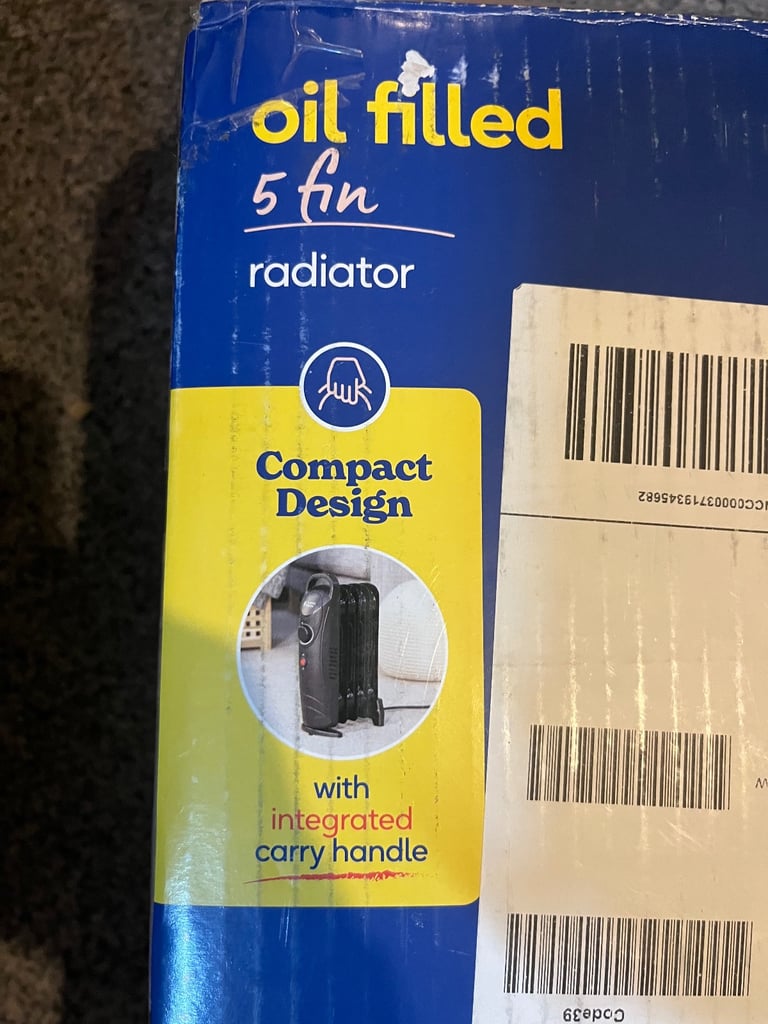 oil filled
5 fin
radiator
Compact
Design
with
integrated
carry handle
Code39